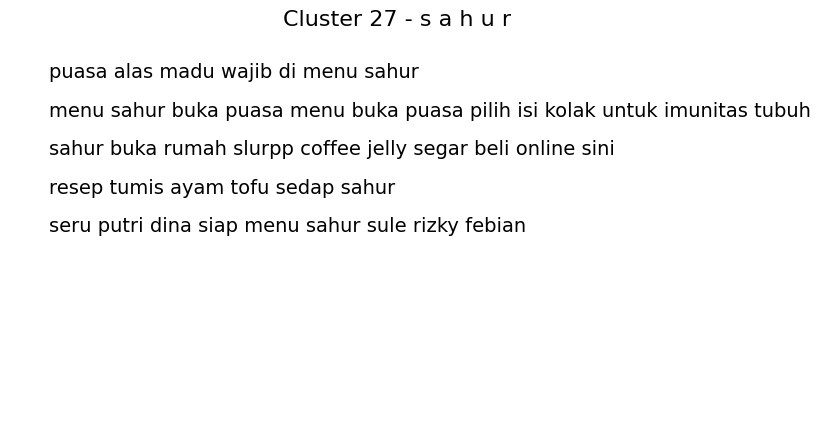 Cluster 27 - s a h u r
puasa alas madu wajib di menu sahur
menu sahur buka puasa menu buka puasa pilih isi kolak untuk imunitas tubuh
sahur buka rumah slurpp coffee jelly segar beli online sini
resep tumis ayam tofu sedap sahur
seru putri dina siap menu sahur sule rizky febian